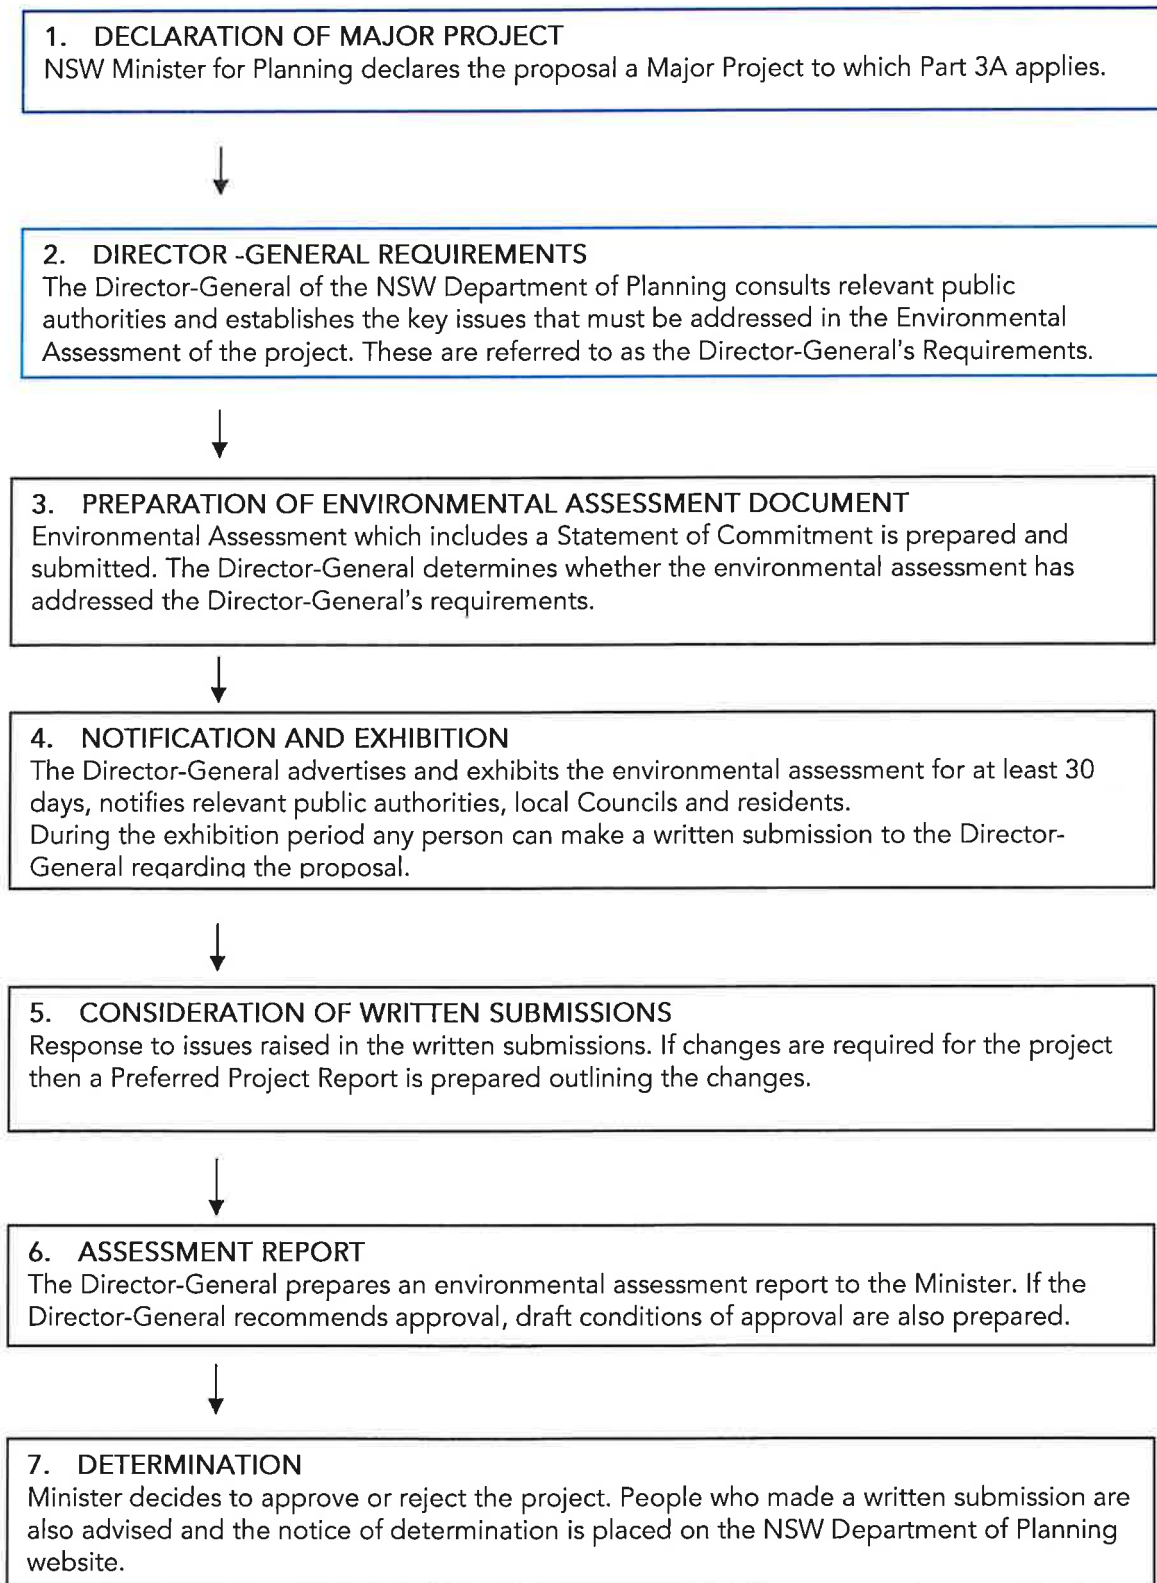 1. DECLARATION OF MAJOR PROJECT
NSW Minister for Planning declares the proposal a Major Project to which Part 3A applies.
2. DIRECTOR -GENERAL REQUIREMENTS
The Director-General of the NSW Department of Planning consults relevant public
authorities and establishes the key issues that must be addressed in the Environmental
Assessment of the project. These are referred to as the Director-General's Requirements.
3. PREPARATION OF ENVIRONMENTAL ASSESSMENT DOCUMENT
Environmental Assessment which includes a Statement of Commitment is prepared and
submitted. The Director-General determines whether the environmental assessment has
addressed the Director-General's requirements.
4. NOTIFICATION AND EXHIBITION
The Director-General advertises and exhibits the environmental assessment for at least 30
days, notifies relevant public authorities, local Councils and residents.
During the exhibition period any person can make a written submission to the Director-
General regarding the proposal.
5. CONSIDERATION OF WRITTEN SUBMISSIONS
Response to issues raised in the written submissions. If changes are required for the project
then a Preferred Project Report is prepared outlining the changes.
6. ASSESSMENT REPORT
The Director-General prepares an environmental assessment report to the Minister. If the
Director-General recommends approval, draft conditions of approval are also prepared.
7. DETERMINATION
Minister decides to approve or reject the project. People who made a written submission are
also advised and the notice of determination is placed on the NSW Department of Planning
website.